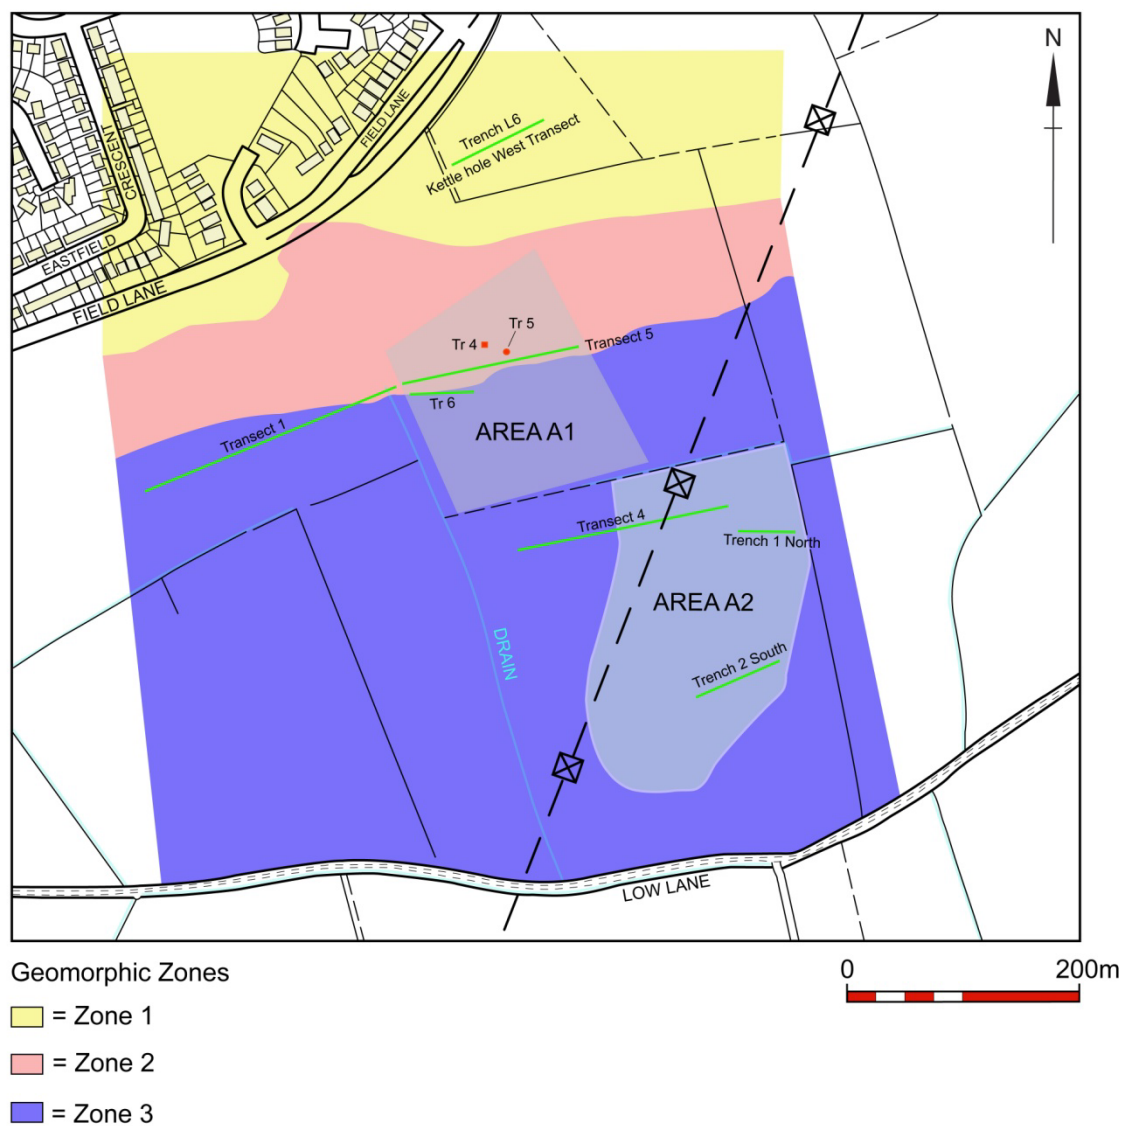 N
FIELD LANE
Trench L6
Kettle hole West Transect
CRESCENT
EASTFIELD
FIELD LANE
Tr 5
Tr 4
Transect 5
Tr 6
AREA A1
Transect 1
Transect 4
Trench 1 North
AREA A2
DRAIN
Trench 2 South
LOW LANE
Geomorphic Zones
= Zone 1
= Zone 2
= Zone 3
0 200m